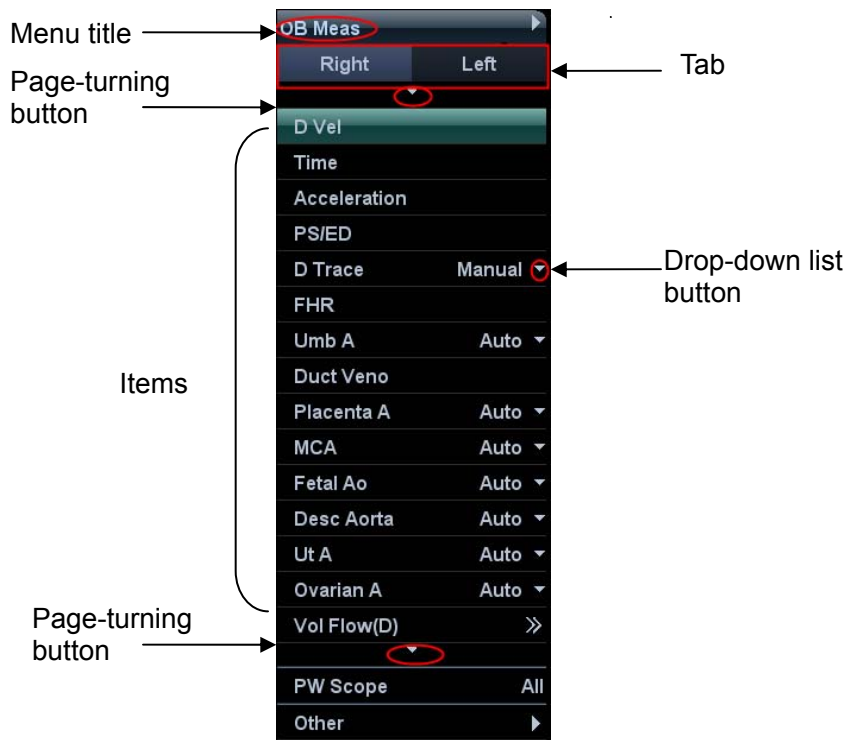 Menu title
OB Meas
Right Left
Tab
Page-turning
button
D Vel
Time
Acceleration
PS/ED
D Trace Manual
Drop-down list
button
FHR
Umb A Auto
Duct Veno
Items
Placenta A Auto
MCA Auto
Fetal Ao Auto
Desc Aorta Auto
Ut A Auto
Ovarian A Auto
Page-turning
button
Vol Flow(D)
PW Scope All
Other